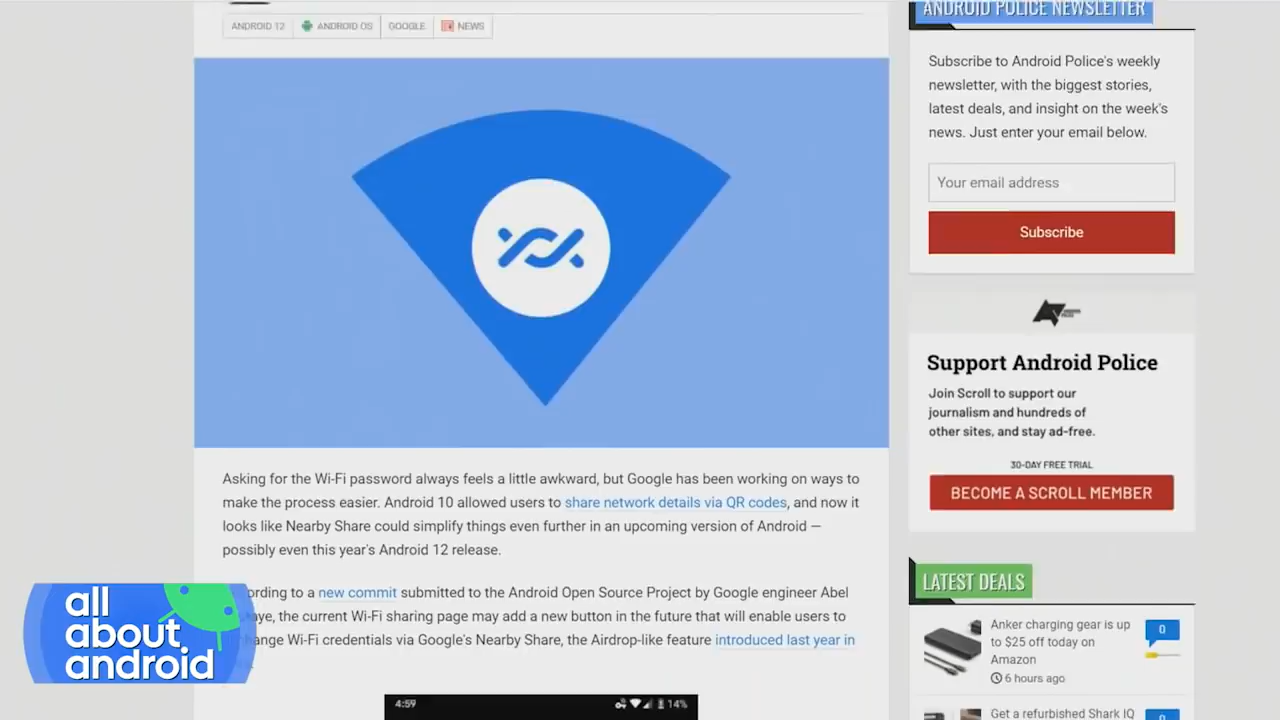 ANDROID 12 ANDROID OS GOOGLE NEWS
Asking for the Wi-Fi password always feels a little awkward, but Google has been working on ways to
make the process easier. Android 10 allowed users to share network details via QR codes, and now it
looks like Nearby Share could simplify things even further in an upcoming version of Android —
possibly even this year's Android 12 release.
ording to a new commit submitted to the Android Open Source Project by Google engineer Abel
aye, the current Wi-Fi sharing page may add a new button in the future that will enable users to
hange Wi-Fi credentials via Google's Nearby Share, the Airdrop-like feature introduced last year in
4:59
14%
all
about
android
ANDROID POLICE NEWSLETTER
Subscribe to Android Police's weekly
newsletter, with the biggest stories,
latest deals, and insight on the week's
news. Just enter your email below.
Your email address
Subscribe
Support Android Police
Join Scroll to support our
journalism and hundreds of
other sites, and stay ad-free.
30-DAY FREE TRIAL
BECOME A SCROLL MEMBER
LATEST DEALS
Anker charging gear is up
to $25 off today on
Amazon
6 hours ago
0
Get a refurbished Shark IQ
0